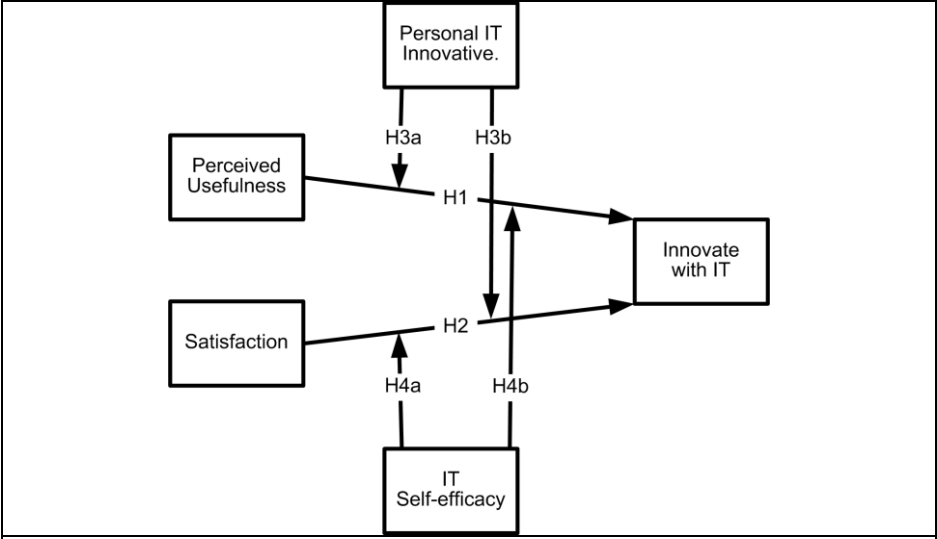 Personal IT
Innovative.
H3a
H3b
Perceived
Usefulness
H1
Innovate
with IT
H2
Satisfaction
H4a
H4b
IT
Self-efficacy